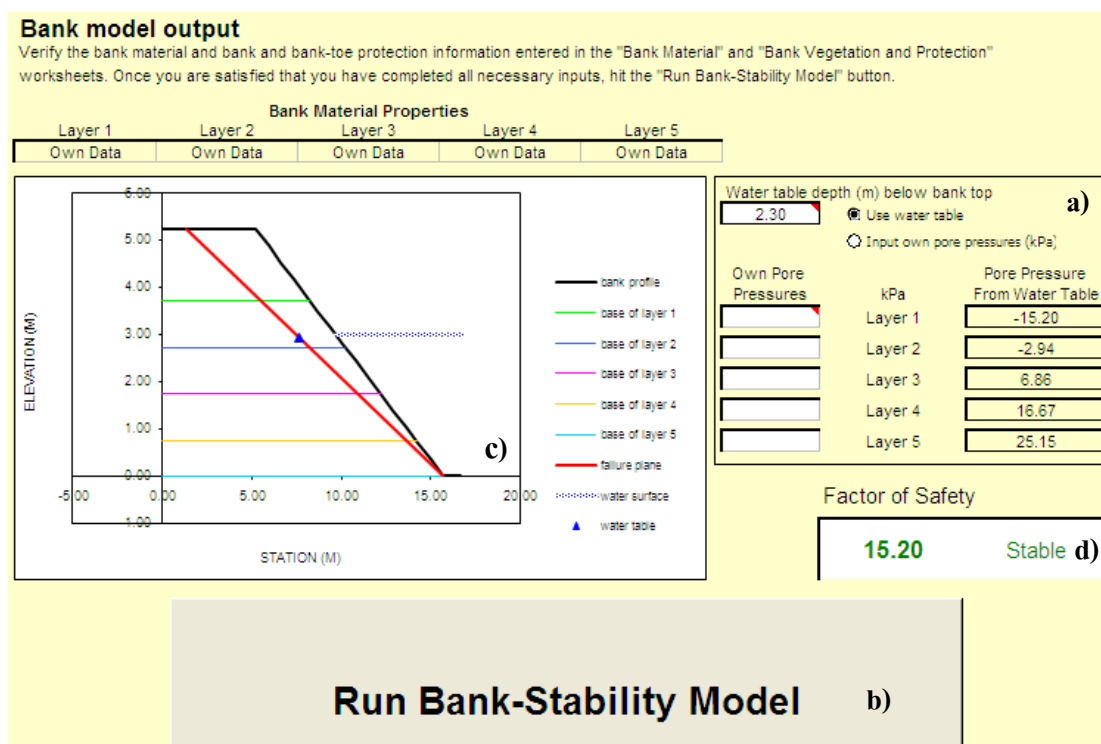 Bank model output
Verify the bank material and bank and bank-toe protection information entered in the "Bank Material" and "Bank Vegetation and Protection"
worksheets. Once you are satisfied that you have completed all necessary inputs, hit the "Run Bank-Stability Model" button.
Bank Material Properties
Layer 1 Layer 2 Layer 3 Layer 4 Layer 5
Own Data Own Data Own Data Own Data Own Data
6.00
5.00
4.00
3.00
2.00
1.00
0.00
1.00
-5.00 0.00 5.00 10.00 15.00 20.00
ELEVATION (M)
STATION (M)
c)
bank profile
base of layer 1
base of layer 2
base of layer 3
base of layer 4
base of layer 5
failure plane
water surface
water table
Water table depth (m) below bank top
a)
2.30 Use water table
Input own pore pressures (kPa)
Own Pore Pore Pressure
Pressures kPa From Water Table
Layer 1 -15.20
Layer 2 -2.94
Layer 3 6.86
Layer 4 16.67
Layer 5 25.15
Factor of Safety
15.20 Stable d)
Run Bank-Stability Model b)